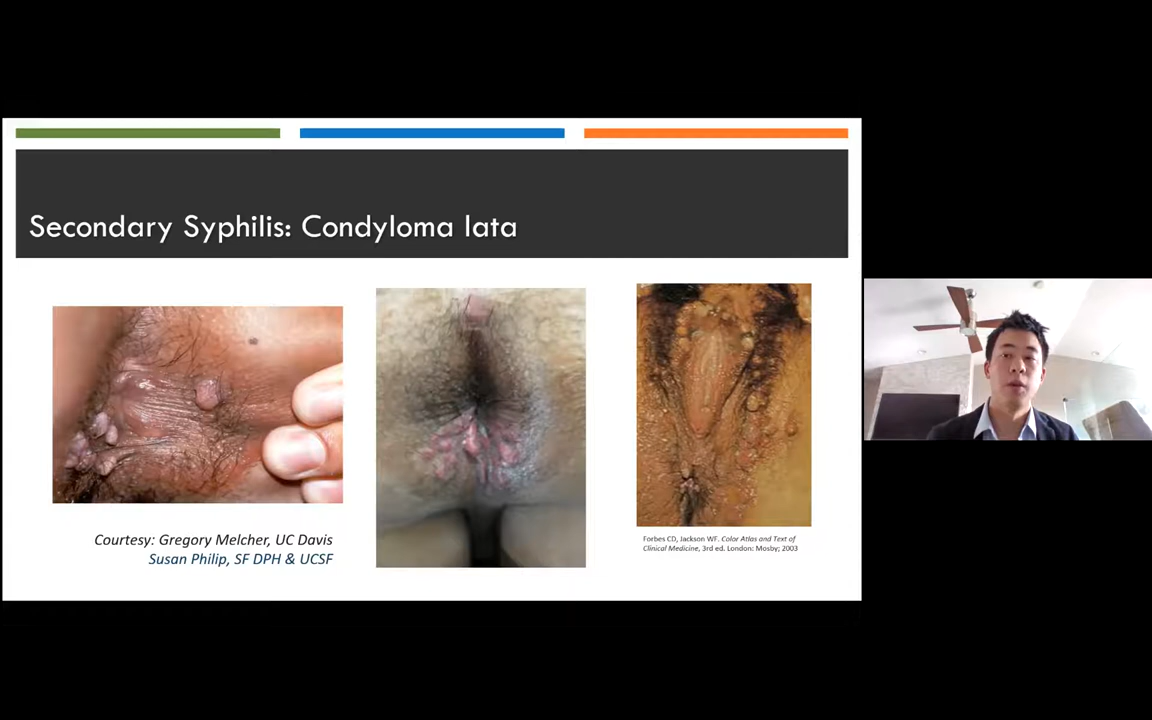 Secondary Syphilis: Condyloma lata
Courtesy: Gregory Melcher, UC Davis
Susan Philip, SF DPH & UCSF
Forbes CD, Jackson WF. Color Atlas and Text of
Clinical Medicine, 3rd ed. London: Mosby; 2003